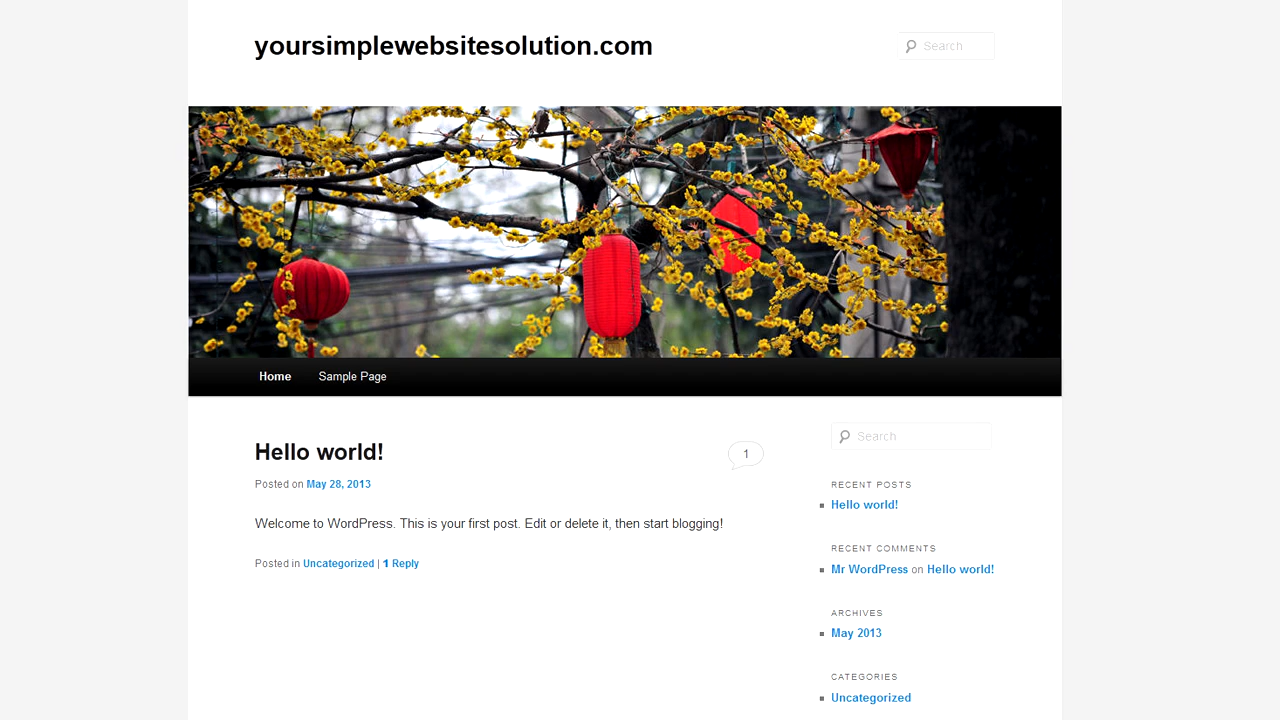 yoursimplewebsitesolution.com
Search
Home Sample Page
Hello world!
1
Posted on May 28, 2013
Welcome to WordPress. This is your first post. Edit or delete it, then start blogging!
Posted in Uncategorized | 1 Reply
Search
RECENT POSTS
Hello world!
RECENT COMMENTS
Mr WordPress on Hello world!
ARCHIVES
May 2013
CATEGORIES
Uncategorized